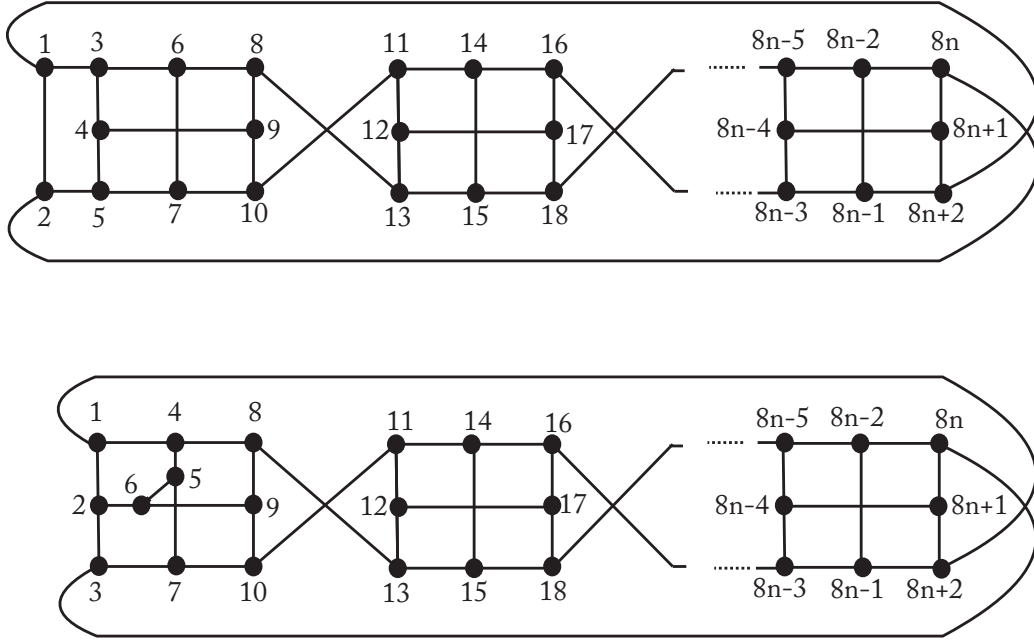 1 3 6 8 11 14 16 8n-5 8n-2 8n
4 9 12 17 8n-4 8n+1
2 5 7 10 13 15 18 8n-3 8n-1 8n+2
1 4 8 11 14 16 8n-5 8n-2 8n
2 6 5 9 12 17 8n-4 8n+1
3 7 10 13 15 18 8n-3 8n-1 8n+2